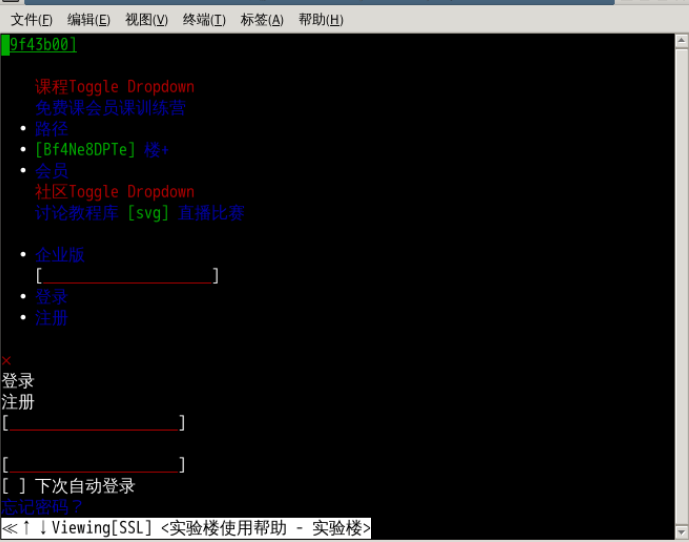 文件(F) 编辑(E) 视图(V) 终端(T) 标签(A) 帮助(H)
9f43b00]
课程Toggle Dropdown
免费课会员课训练营
• 路径
• [Bf4Ne8DPTe] 楼+
• 会员
社区Toggle Dropdown
讨论教程库 [svg] 直播比赛
• 企业版
[____________________]
• 登录
• 注册
×
登录
注册
[____________________]
[____________________]
[ ] 下次自动登录
忘记密码？
≪↑↓Viewing[SSL] <实验楼使用帮助 - 实验楼>